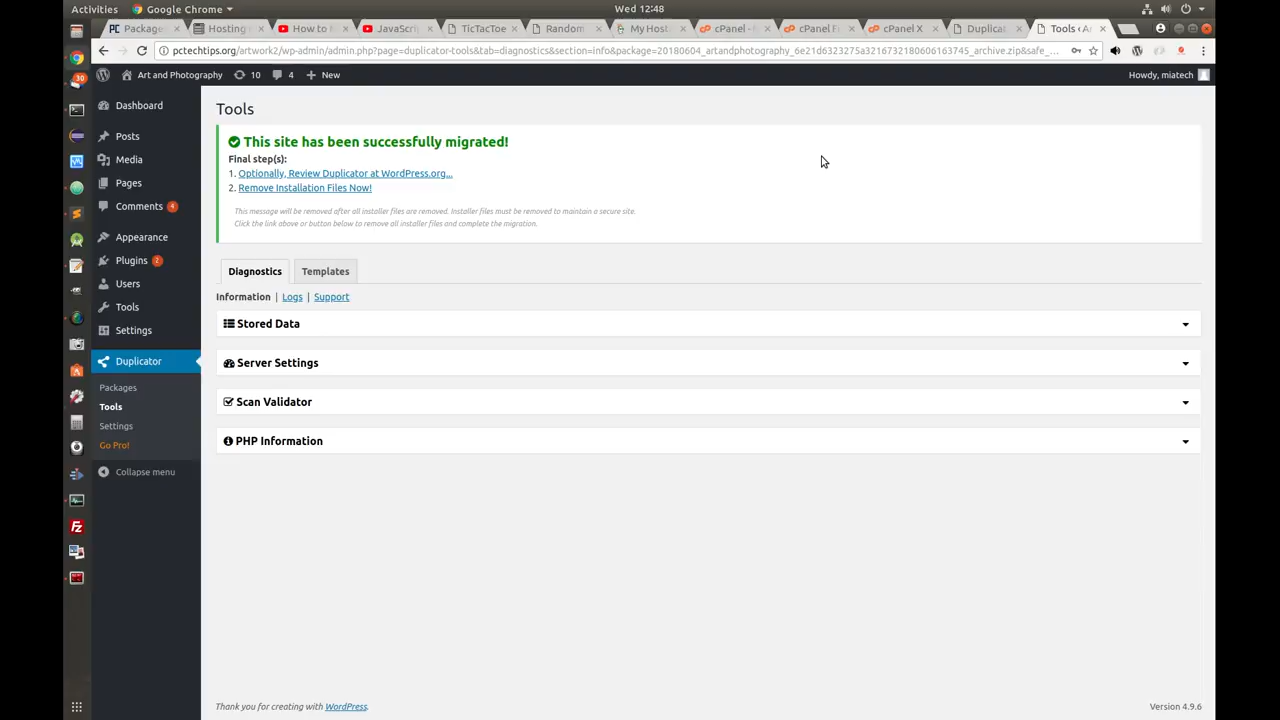 Activities
Google Chrome
Wed 12:48
Package
Hosting
How to
JavaScri
TicTacToe
Random
My Host
cPanel -
cPanel F
cPanel X
Duplicat
Tools
pctechtips.org/artwork2/wp-admin/admin.php?page=duplicator-tools&tab=diagnostics&section=info&package=20180604_artandphotography_6e21d6323275a3216732180606163745_archive.zip&safe_...
Art and Photography
10
4
New
Howdy, miatech
30
Dashboard
Posts
Media
Pages
Comments 4
Appearance
Plugins 2
Users
Tools
Settings
Duplicator
Packages
Tools
Settings
Go Pro!
Collapse menu
Tools
This site has been successfully migrated!
Final step(s):
1. Optionally, Review Duplicator at WordPress.org...
2. Remove Installation Files Now!
This message will be removed after all installer files are removed. Installer files must be removed to maintain a secure site.
Click the link above or button below to remove all installer files and complete the migration.
Diagnostics
Templates
Information | Logs | Support
Stored Data
Server Settings
Scan Validator
PHP Information
Thank you for creating with WordPress.
Version 4.9.6